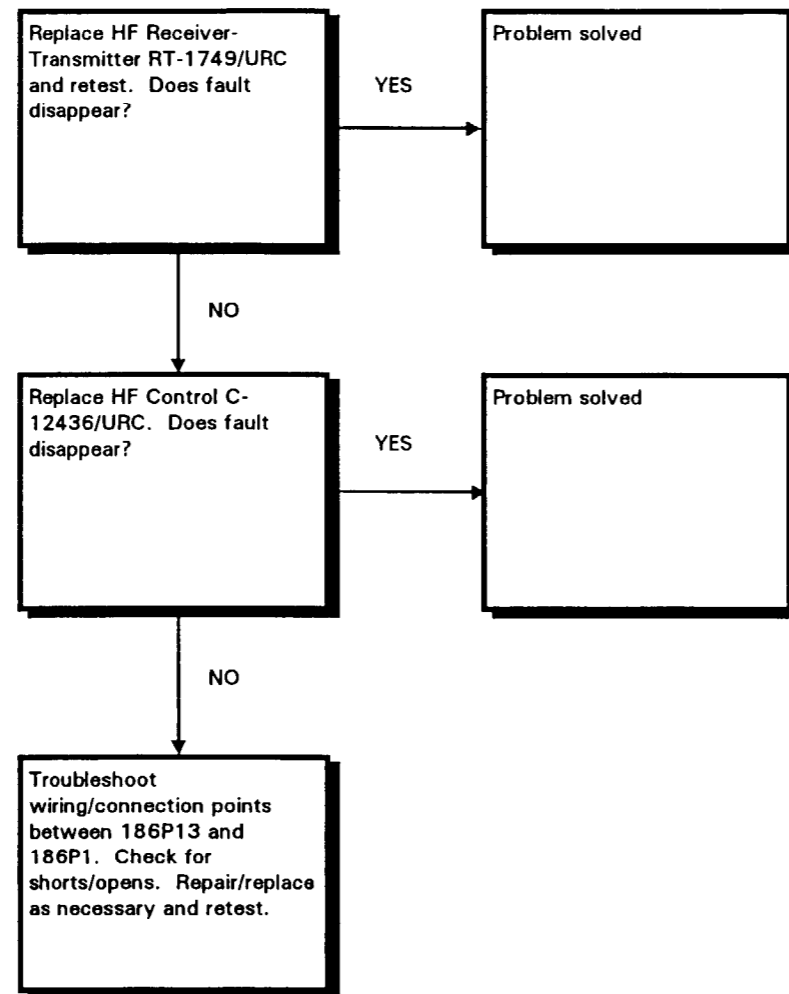 Replace HF Receiver-
Transmitter RT-1749/URC
and retest. Does fault
disappear?
YES
Problem solved
NO
Replace HF Control C-
12436/URC. Does fault
disappear?
YES
Problem solved
NO
Troubleshoot
wiring/connection points
between 186P13 and
186P1. Check for
shorts/opens. Repair/replace
as necessary and retest.